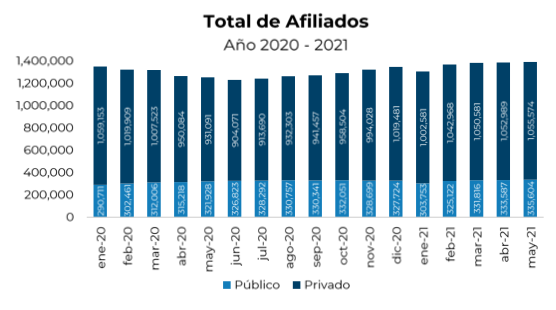 Total de Afiliados
Año 2020 - 2021
1,400,000
1,200,000
1,000,000
800,000
600,000
400,000
200,000
0
1,059,153
1,019,909
1,007,523
950,084
931,091
904,071
913,690
932,303
941,457
958,504
994,028
1,019,481
1,002,581
1,042,968
1,050,581
1,052,989
1,055,574
290,711
302,461
312,006
315,218
321,928
326,823
328,292
330,757
330,341
332,051
328,699
327,724
303,753
325,122
331,816
333,587
335,604
ene-20
feb-20
mar-20
abr-20
may-20
jun-20
jul-20
ago-20
sep-20
oct-20
nov-20
dic-20
ene-21
feb-21
mar-21
abr-21
may-21
Público Privado